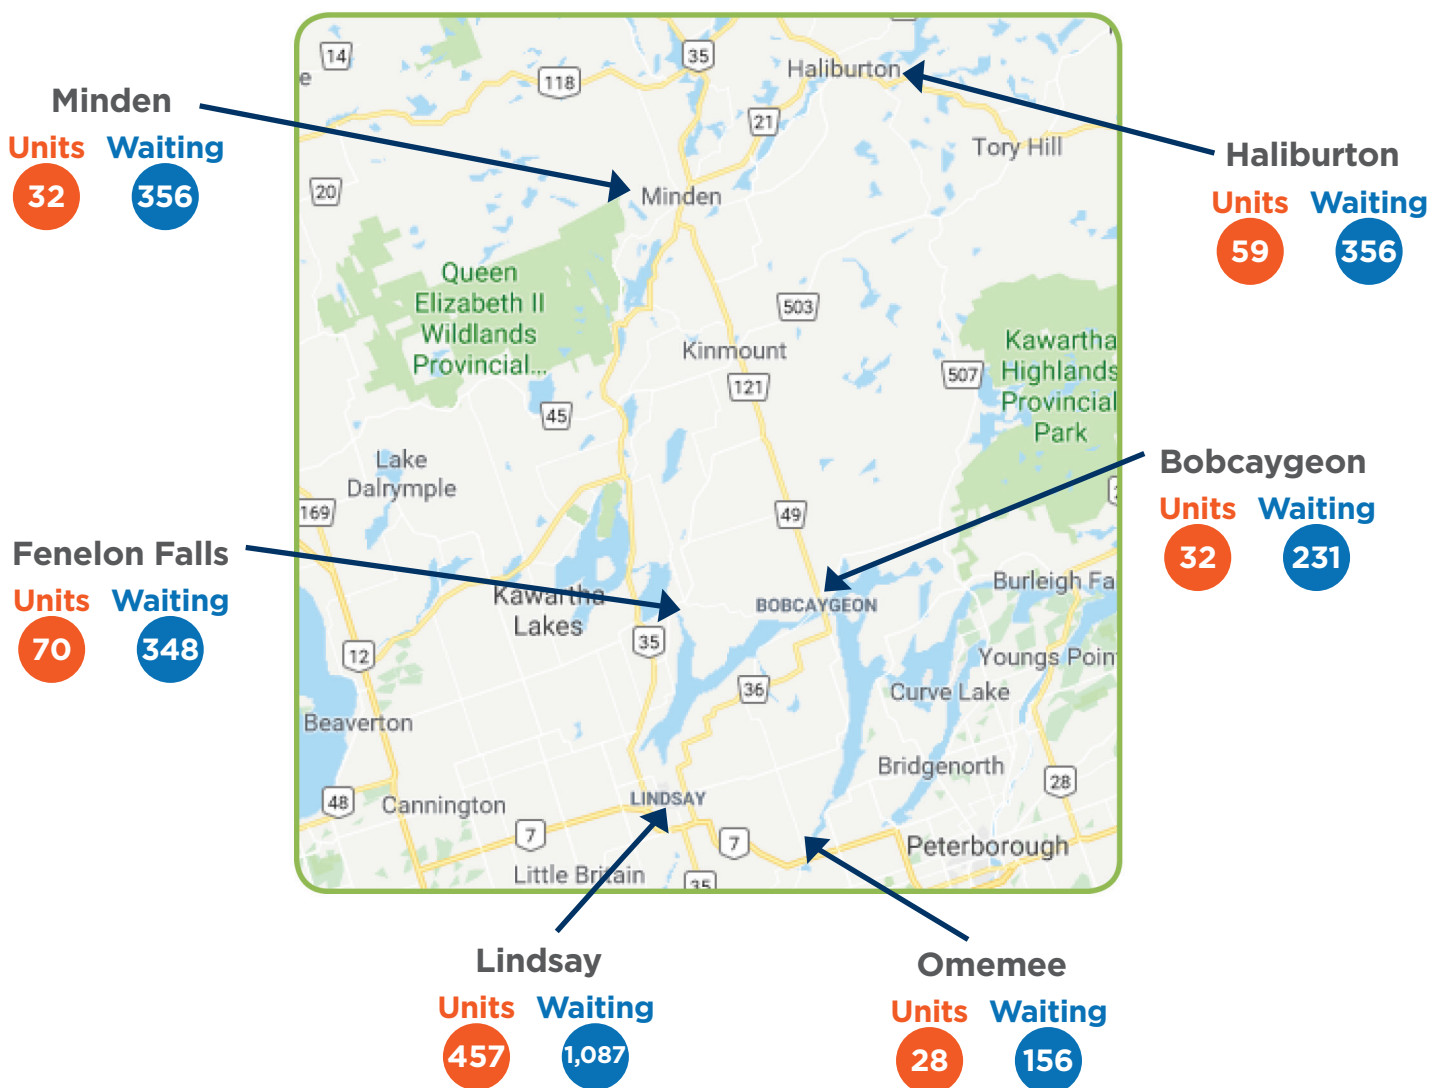 Minden
Units Waiting
32 356
Haliburton
Units Waiting
59 356
Bobcaygeon
Units Waiting
32 231
Fenelon Falls
Units Waiting
70 348
Lindsay
Units Waiting
457 1,087
Omemee
Units Waiting
28 156
14
35
Haliburton
118
21
Tory Hill
20
Minden
Queen
Elizabeth II
Wildlands
Provincial...
503
Kinmount
Kawartha
Highlands
Provincial
Park
507
121
45
Lake
Dalrymple
169
49
Kawartha
Lakes
BOBCAYGEON
Burleigh Fa
35
12
Youngs Poin
36
Curve Lake
Beaverton
Bridgenorth
28
48
Cannington
LINDSAY
7
7
Peterborough
Little Britain
35